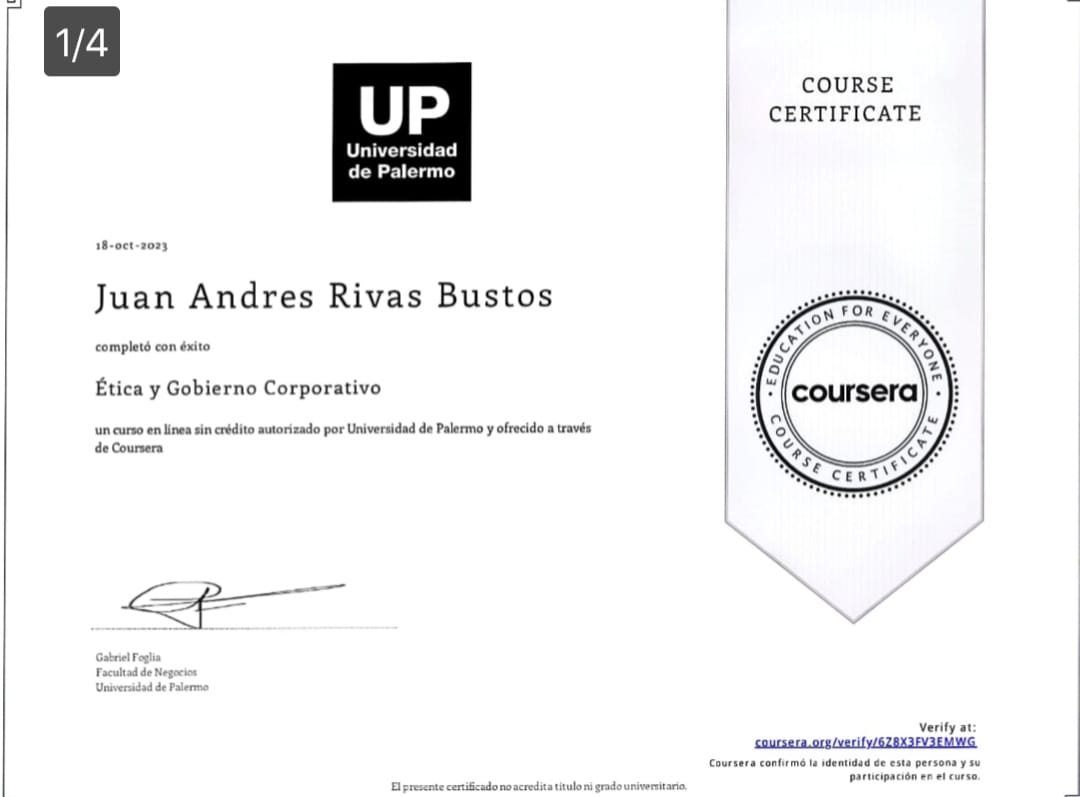 1/4
UP
Universidad
de Palermo
COURSE
CERTIFICATE
18-oct-2023
Juan Andres Rivas Bustos
completó con éxito
Ética y Gobierno Corporativo
un curso en línea sin crédito autorizado por Universidad de Palermo y ofrecido a través
de Coursera
EDUCATION FOR EVERYONE
coursera
COURSE CERTIFICATE
Gabriel Foglia
Facultad de Negocios
Universidad de Palermo
Verify at:
coursera.org/verify/6Z8X3FV3EMWG
Coursera confirmó la identidad de esta persona y su
participación en el curso.
El presente certificado no acredita título ni grado universitario.